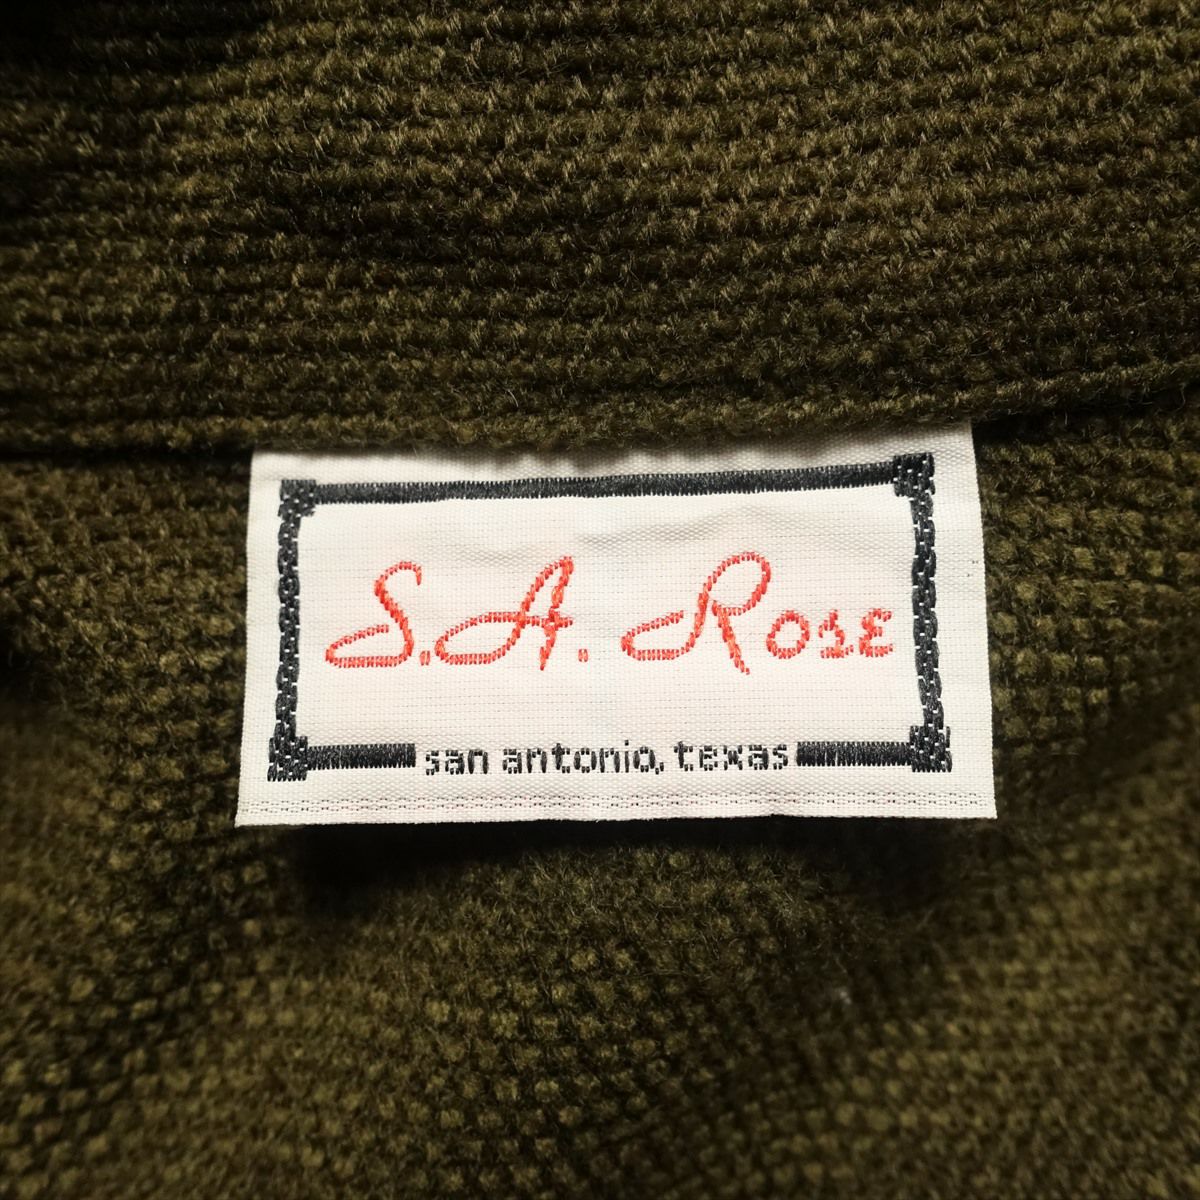 S.A. Rose
san antonio, texas